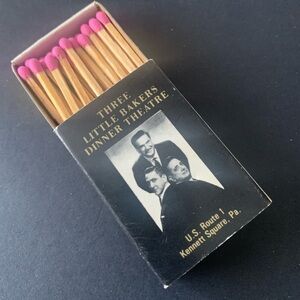 THREE
LITTLE BAKERS
DINNER THEATRE
U.S. Route 1
Kennett Square, Pa.